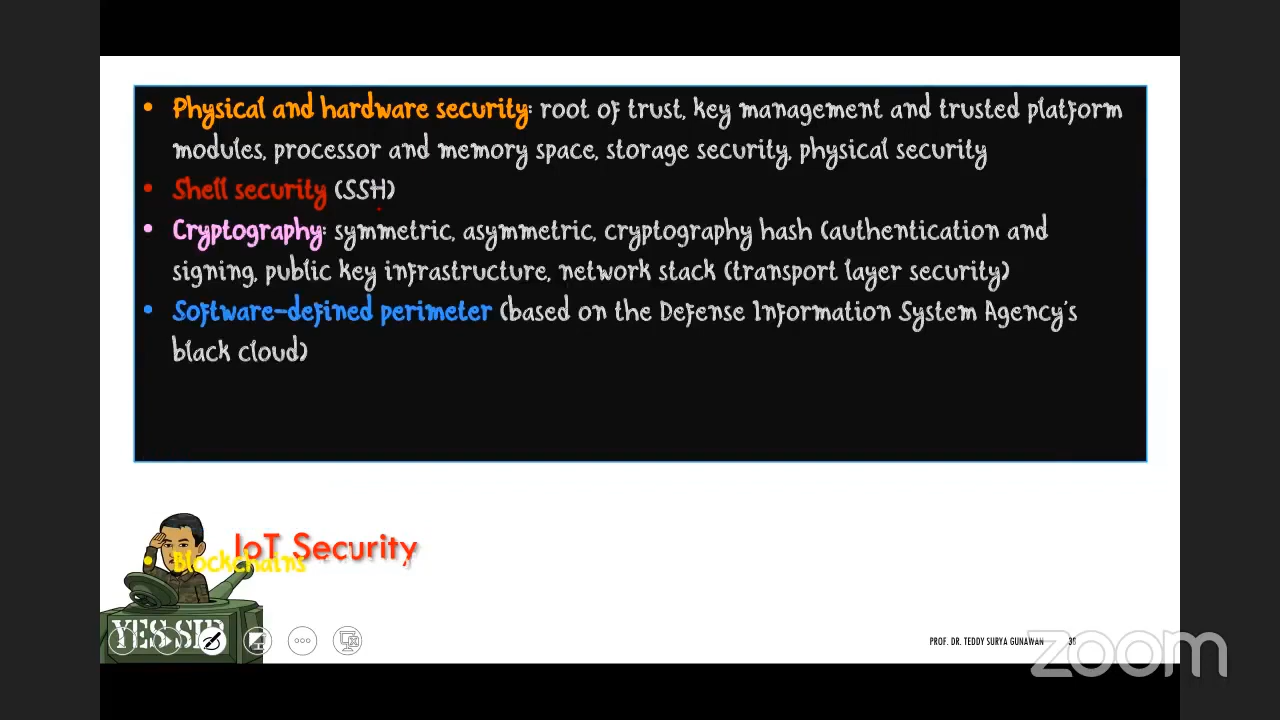 • Physical and hardware security: root of trust, key management and trusted platform
modules, processor and memory space, storage security, physical security
• Shell security (SSH)
• Cryptography: symmetric, asymmetric, cryptography hash (authentication and
signing, public key infrastructure, network stack (transport layer security)
• Software-defined perimeter (based on the Defense Information System Agency's
black cloud)
IoT Security
• Blockchains
YES SIR
PROF. DR. TEDDY SURYA GUNAWAN
zoom